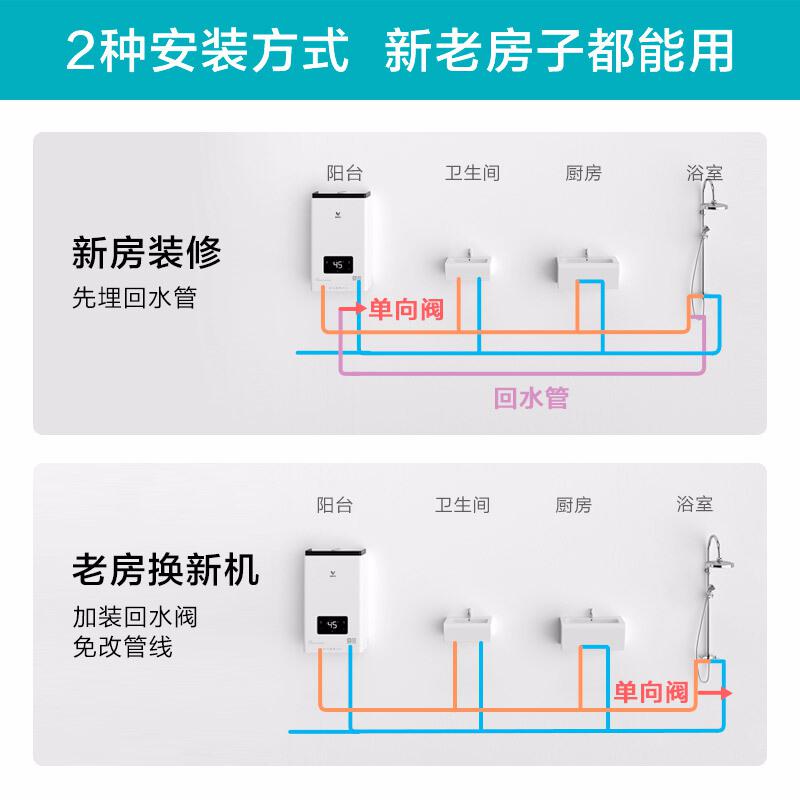 2种安装方式 新老房子都能用
阳台 卫生间 厨房 浴室
新房装修
先埋回水管
45
单向阀
回水管
阳台 卫生间 厨房 浴室
老房换新机
加装回水阀
免改管线
45
单向阀